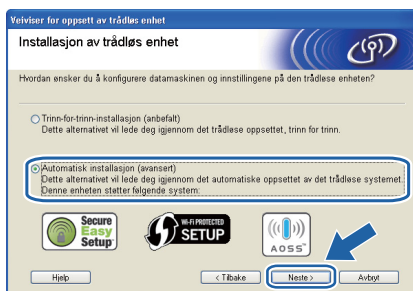 Veiviser for oppsett av trådløs enhet
Installasjon av trådløs enhet
Hvordan ønsker du å konfigurere datamaskinen og innstillingene på den trådløse enheten?
Trinn-for-trinn-installasjon (anbefalt)
Dette alternativet vil lede deg igjennom det trådløse oppsettet, trinn for trinn.
Automatisk installasjon (avansert)
Dette alternativet vil lede deg igjennom det automatiske oppsettet av det trådløse systemet.
Denne enheten støtter følgende system:
Secure
Easy
Setup
WI-FI PROTECTED
SETUP
AOSS™
Hjelp
< Tilbake
Neste >
Avbryt